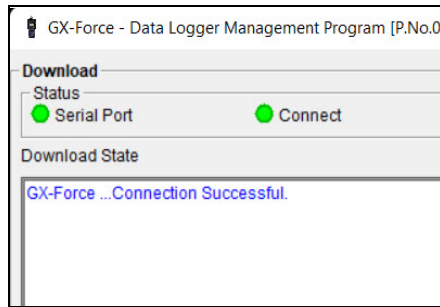 GX-Force - Data Logger Management Program [P.No.0
Download
Status
Serial Port Connect
Download State
GX-Force ...Connection Successful.